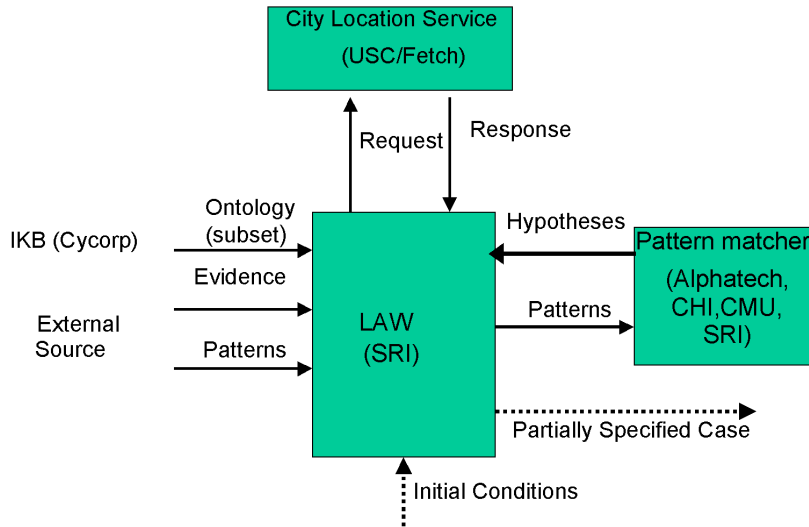 City Location Service
(USC/Fetch)
Request
Response
IKB (Cycorp)
Ontology
(subset)
Evidence
External
Source
Patterns
LAW
(SRI)
Hypotheses
Patterns
Pattern matcher
(Alphatech,
CHI,CMU,
SRI)
Partially Specified Case
Initial Conditions